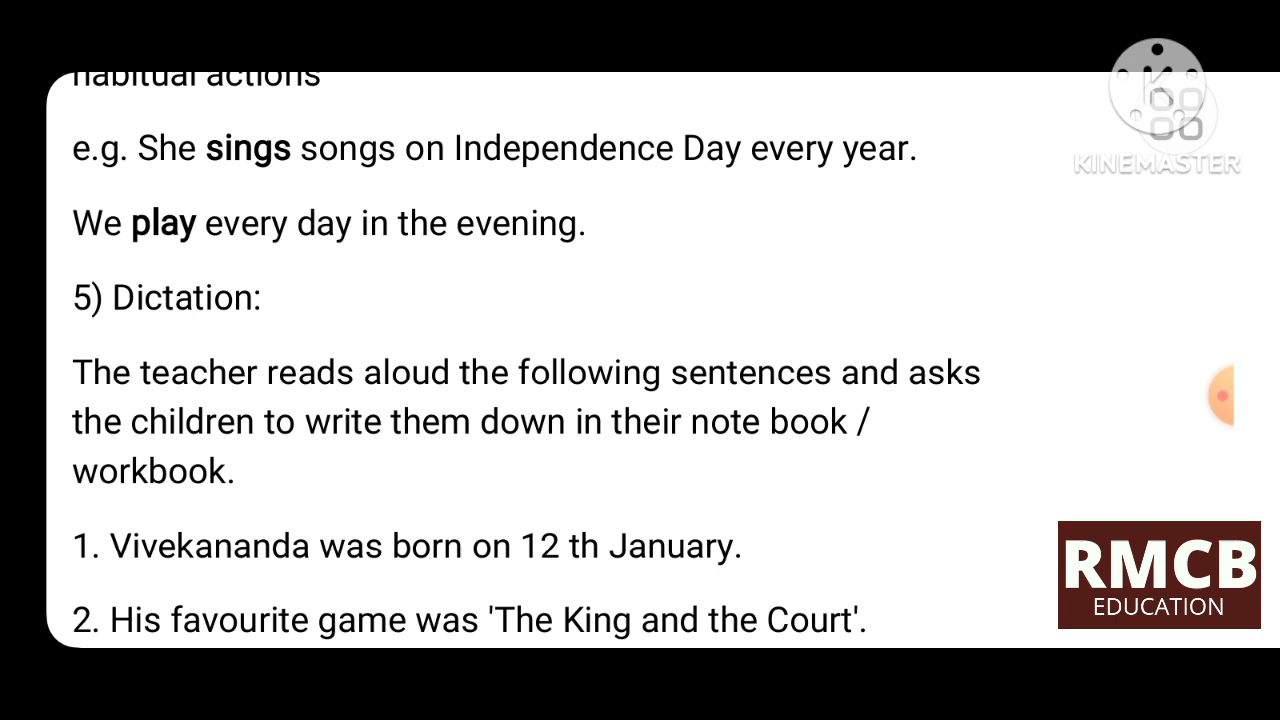 habitual actions
e.g. She sings songs on Independence Day every year.
We play every day in the evening.
5) Dictation:
The teacher reads aloud the following sentences and asks
the children to write them down in their note book /
workbook.
1. Vivekananda was born on 12 th January.
2. His favourite game was 'The King and the Court'.
KINEMASTER
RMCB
EDUCATION